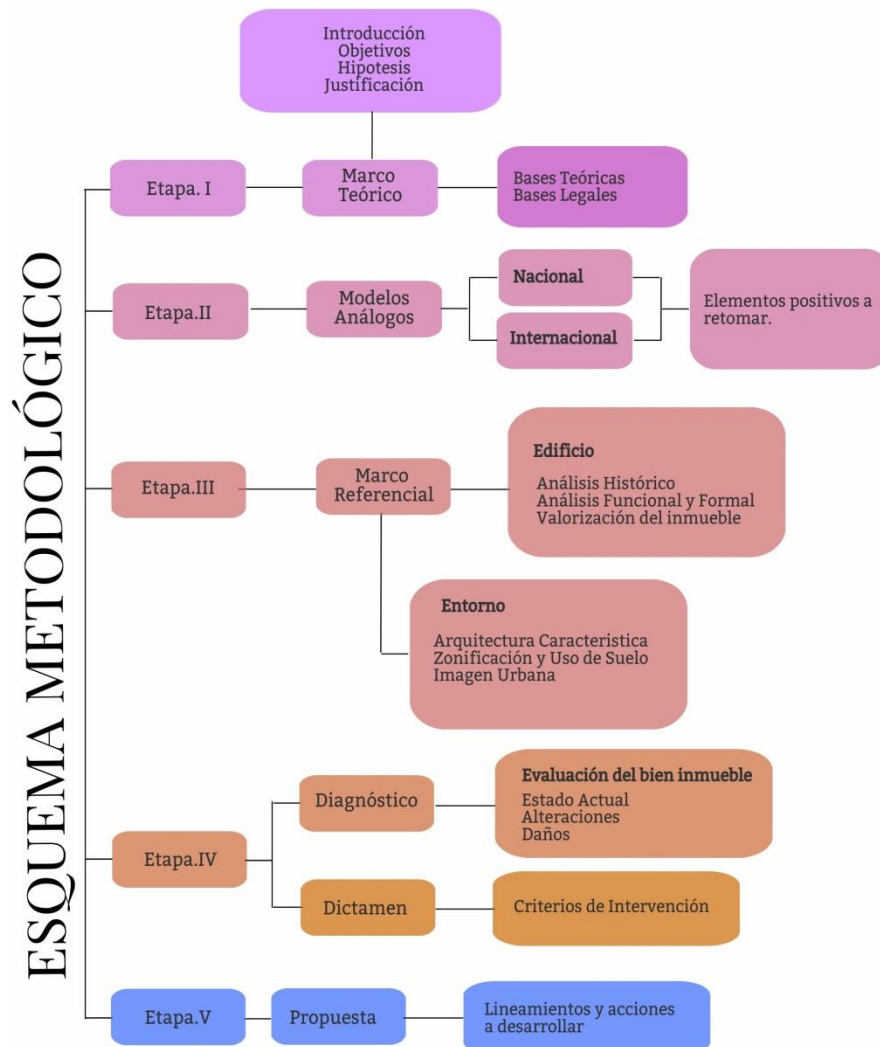 ESQUEMA METODOLÓGICO
Introducción
Objetivos
Hipotesis
Justificación
Etapa. I
Marco
Teórico
Bases Teóricas
Bases Legales
Etapa.II
Modelos
Análogos
Nacional
Internacional
Elementos positivos a
retomar.
Etapa.III
Marco
Referencial
Edificio
Análisis Histórico
Análisis Funcional y Formal
Valorización del inmueble
Entorno
Arquitectura Caracteristica
Zonificación y Uso de Suelo
Imagen Urbana
Etapa.IV
Diagnóstico
Evaluación del bien inmueble
Estado Actual
Alteraciones
Daños
Dictamen
Criterios de Intervención
Etapa.V
Propuesta
Lineamientos y acciones
a desarrollar